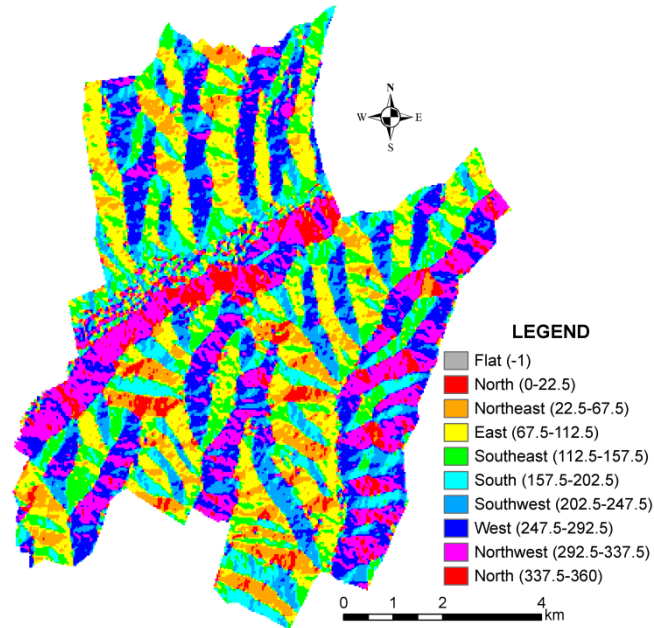 N
W E
S
LEGEND
Flat (-1)
North (0-22.5)
Northeast (22.5-67.5)
East (67.5-112.5)
Southeast (112.5-157.5)
South (157.5-202.5)
Southwest (202.5-247.5)
West (247.5-292.5)
Northwest (292.5-337.5)
North (337.5-360)
0 1 2 4
km